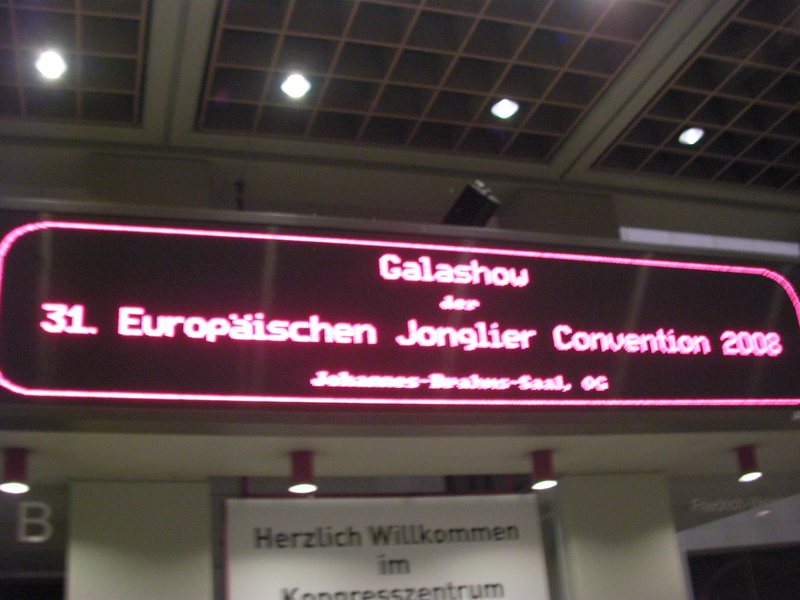 Galashow
der
31. Europäischen Jonglier Convention 2008
Johannes-Brahms-Saal, OG
B
Herzlich Willkommen
im
Kongresszentrum